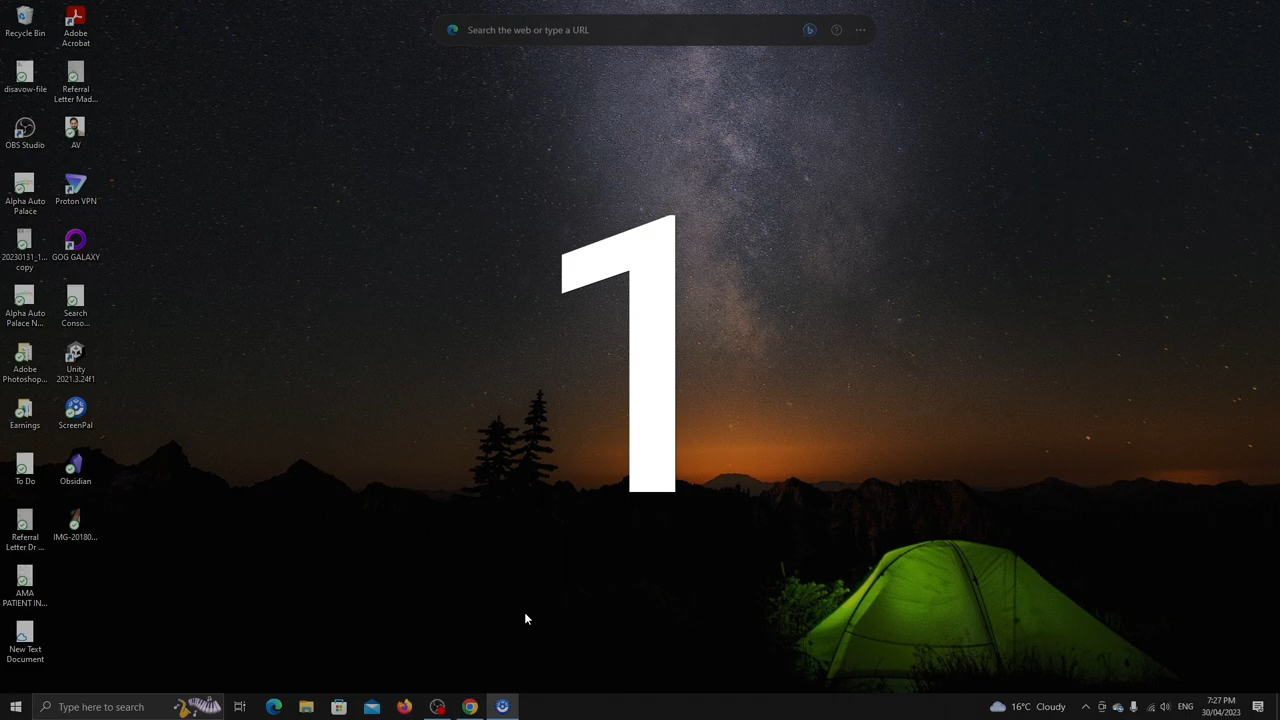 Search the web or type a URL
Recycle Bin
Adobe
Acrobat
disavow-file
Referral
Letter Mad...
OBS Studio
AV
Alpha Auto
Palace
Proton VPN
20230131_1...
copy
GOG GALAXY
Alpha Auto
Palace N...
Search
Conso...
Adobe
Photoshop...
Unity
2021.3.24f1
Earnings
ScreenPal
To Do
Obsidian
Referral
Letter Dr ...
IMG-20180...
AMA
PATIENT IN...
New Text
Document
1
Type here to search
16°C Cloudy
ENG
7:27 PM
30/04/2023